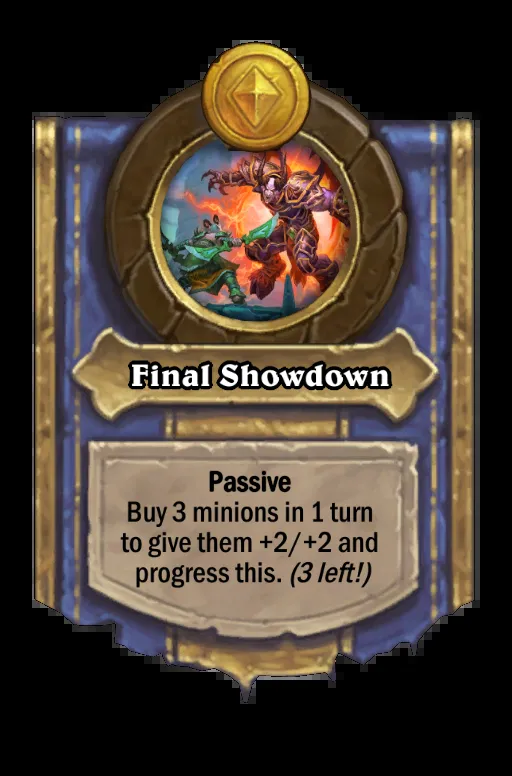 Final Showdown
Passive
Buy 3 minions in 1 turn
to give them +2/+2 and
progress this. (3 left!)